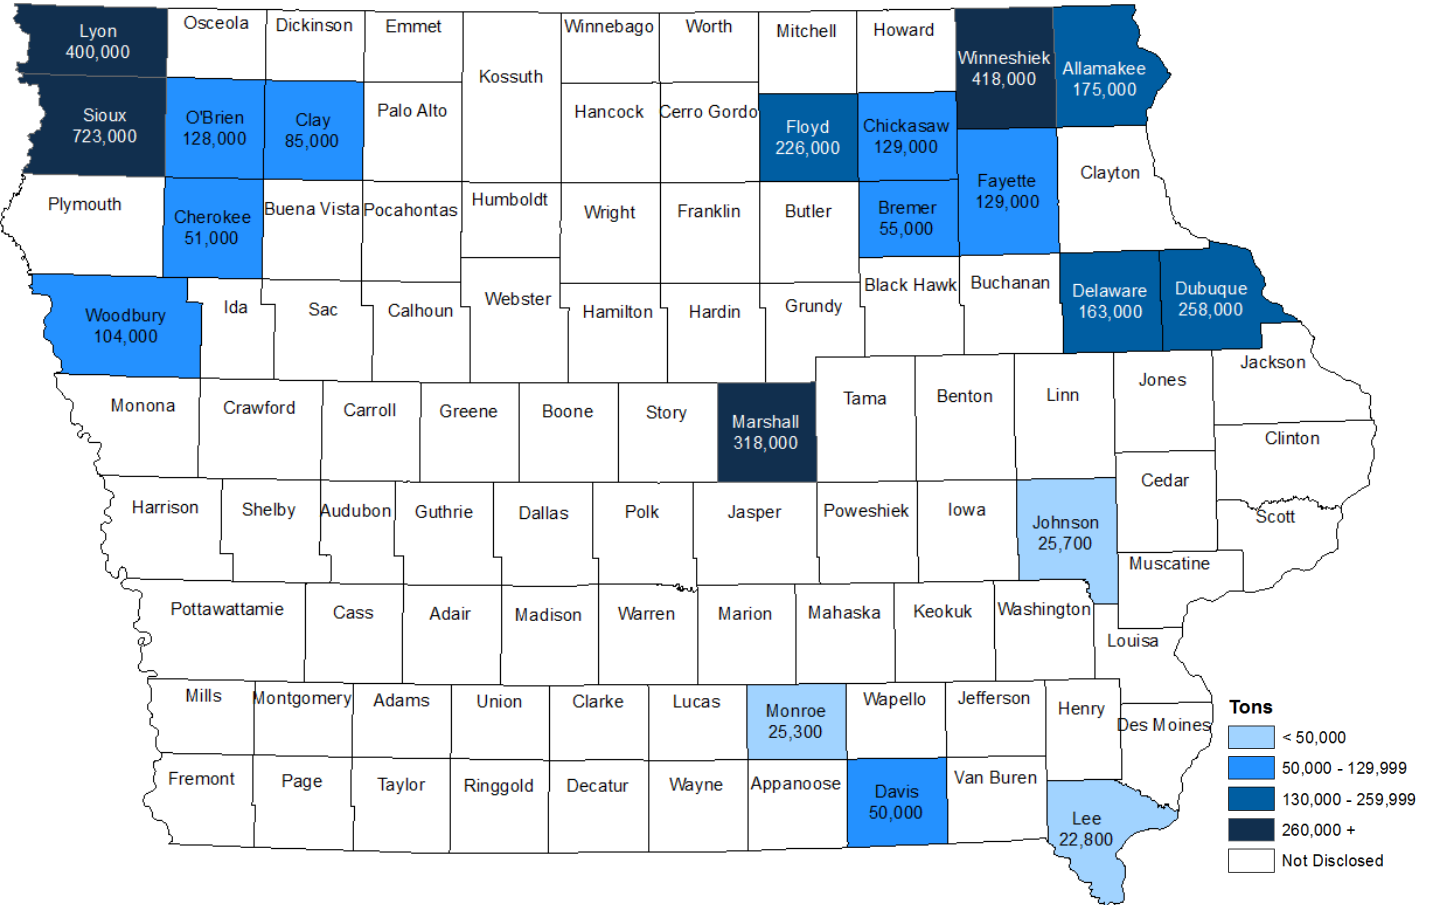 Lyon
400,000
Osceola
Dickinson
Emmet
Kossuth
Winnebago
Worth
Mitchell
Howard
Winneshiek
418,000
Allamakee
175,000
Sioux
723,000
O'Brien
128,000
Clay
85,000
Palo Alto
Hancock
Cerro Gordo
Floyd
226,000
Chickasaw
129,000
Fayette
129,000
Clayton
Plymouth
Cherokee
51,000
Buena Vista
Pocahontas
Humboldt
Wright
Franklin
Butler
Bremer
55,000
Woodbury
104,000
Ida
Sac
Calhoun
Webster
Hamilton
Hardin
Grundy
Black Hawk
Buchanan
Delaware
163,000
Dubuque
258,000
Jackson
Monona
Crawford
Carroll
Greene
Boone
Story
Marshall
318,000
Tama
Benton
Linn
Jones
Clinton
Harrison
Shelby
Audubon
Guthrie
Dallas
Polk
Jasper
Poweshiek
Iowa
Johnson
25,700
Cedar
Scott
Muscatine
Pottawattamie
Cass
Adair
Madison
Warren
Marion
Mahaska
Keokuk
Washington
Louisa
Mills
Montgomery
Adams
Union
Clarke
Lucas
Monroe
25,300
Wapello
Jefferson
Henry
Des Moines
Fremont
Page
Taylor
Ringgold
Decatur
Wayne
Appanoose
Davis
50,000
Van Buren
Lee
22,800
Tons
< 50,000
50,000 - 129,999
130,000 - 259,999
260,000 +
Not Disclosed